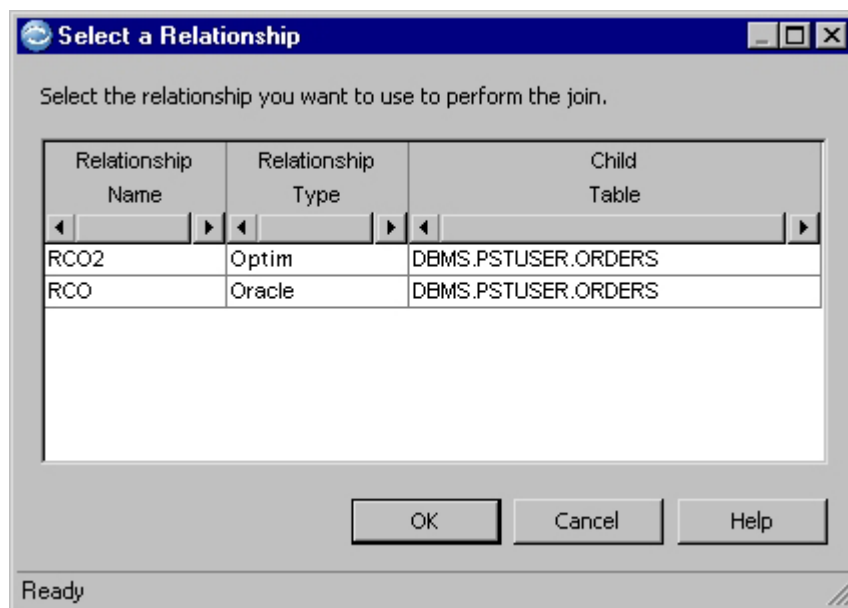 Select a Relationship
Select the relationship you want to use to perform the join.
Relationship Name Relationship Type Child Table
RCO2 Optim DBMS.PSTUSER.ORDERS
RCO Oracle DBMS.PSTUSER.ORDERS
OK Cancel Help
Ready